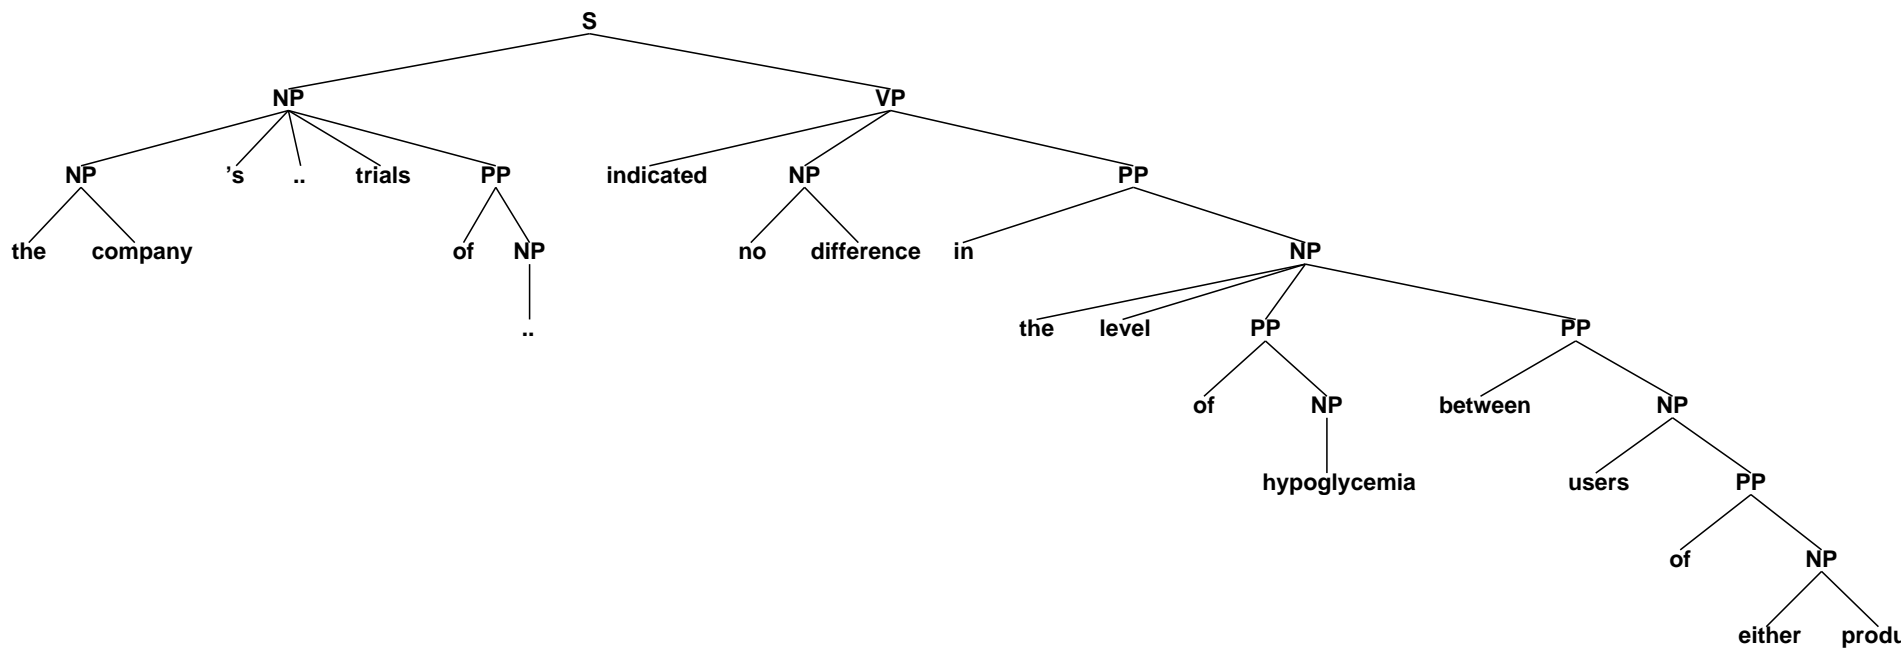 S
NP VP
NP 's .. trials PP indicated NP PP
the company of NP no difference in NP
.. the level PP PP
of NP between NP
hypoglycemia users PP
of NP
either produ